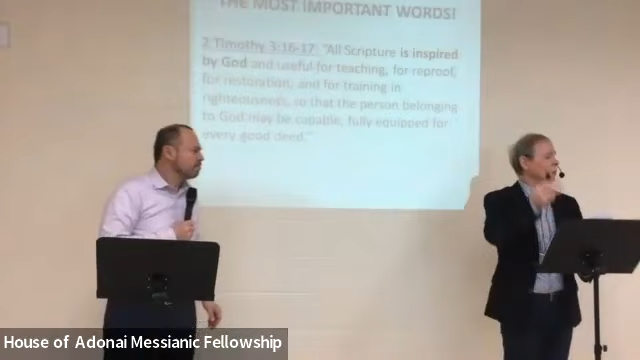 THE MOST IMPORTANT WORDS!
2 Timothy 3:16-17: "All Scripture is inspired
by God and useful for teaching, for reproof,
for restoration, and for training in
righteousness, so that the person belonging
to God may be capable, fully equipped for
every good deed."
House of Adonai Messianic Fellowship